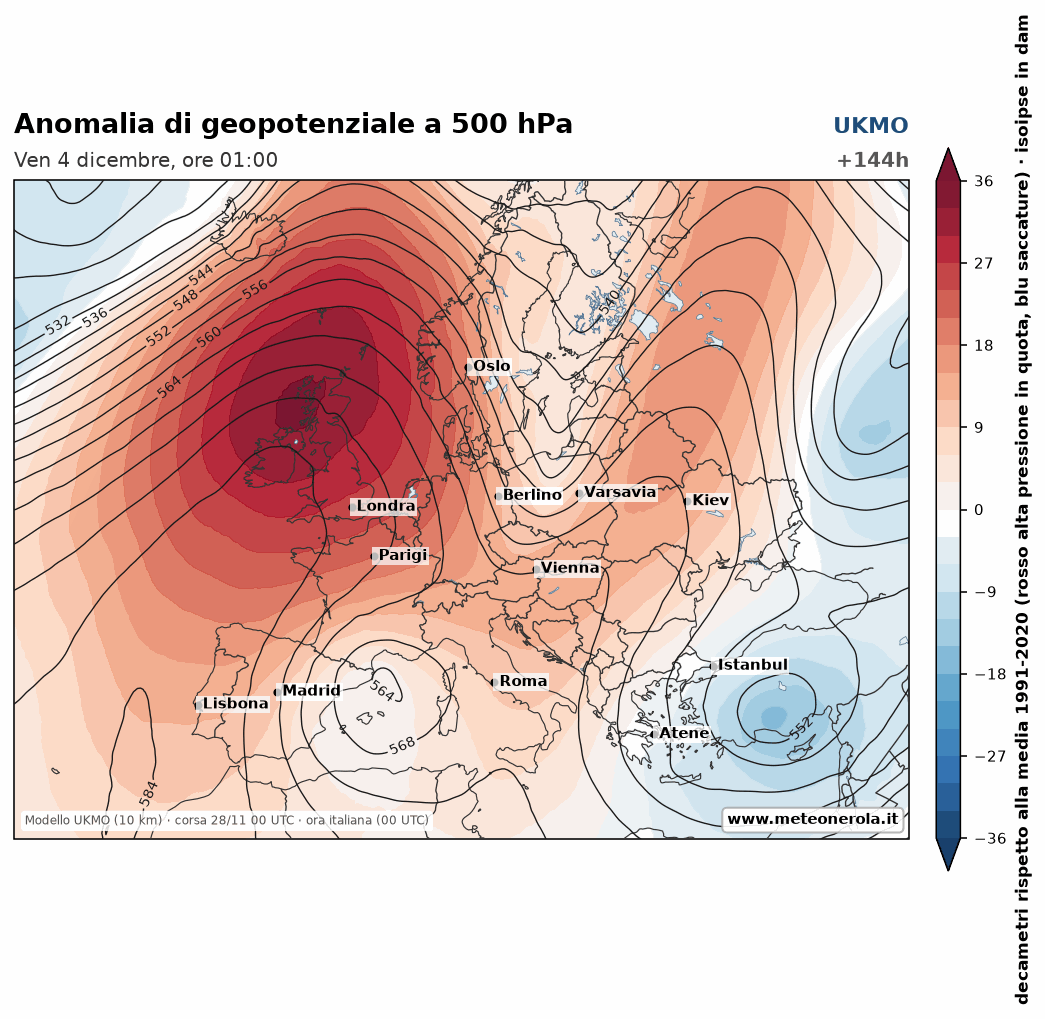 Anomalia di geopotenziale a 500 hPa
UKMO
Ven 4 dicembre, ore 01:00
+144h
544
548
556
532
536
552
560
564
540
Oslo
Berlino
Varsavia
Kiev
Londra
Parigi
Vienna
Istanbul
Roma
Madrid
Lisbona
Atene
564
568
552
584
Modello UKMO (10 km) · corsa 28/11 00 UTC · ora italiana (00 UTC)
www.meteonerola.it
36
27
18
9
0
−9
−18
−27
−36
decametri rispetto alla media 1991-2020 (rosso alta pressione in quota, blu saccature) · isoipse in dam